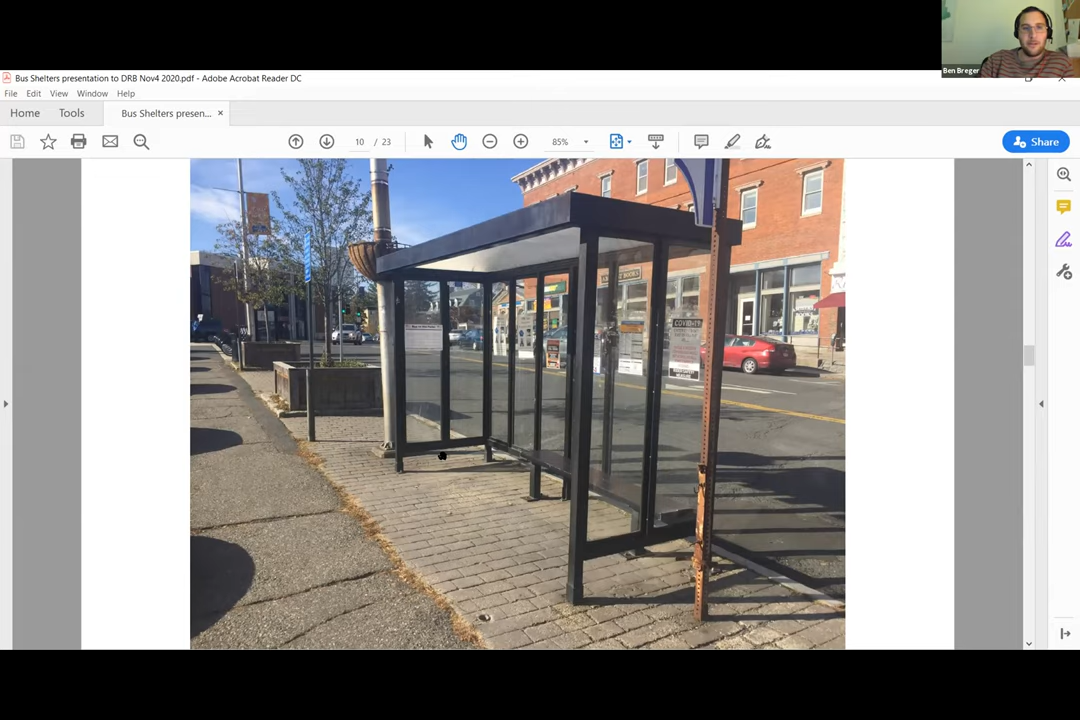 Ben Breger
Bus Shelters presentation to DRB Nov4 2020.pdf - Adobe Acrobat Reader DC
File Edit View Window Help
Home Tools Bus Shelters presen... ×
10 / 23 85% Share
COVID-19